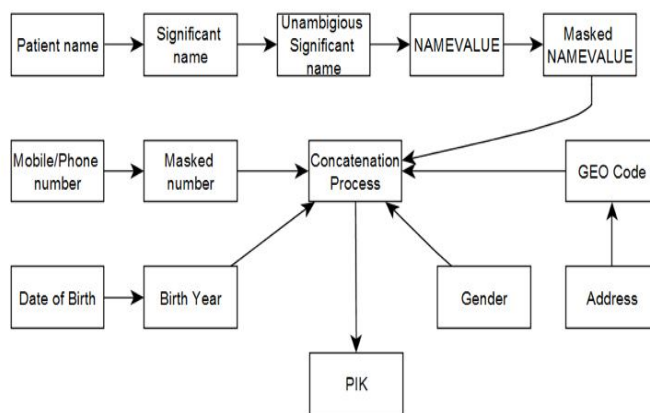 Patient name
Significant
name
Unambigious
Significant
name
NAMEVALUE
Masked
NAMEVALUE
Mobile/Phone
number
Masked
number
Concatenation
Process
GEO Code
Date of Birth
Birth Year
Gender
Address
PIK